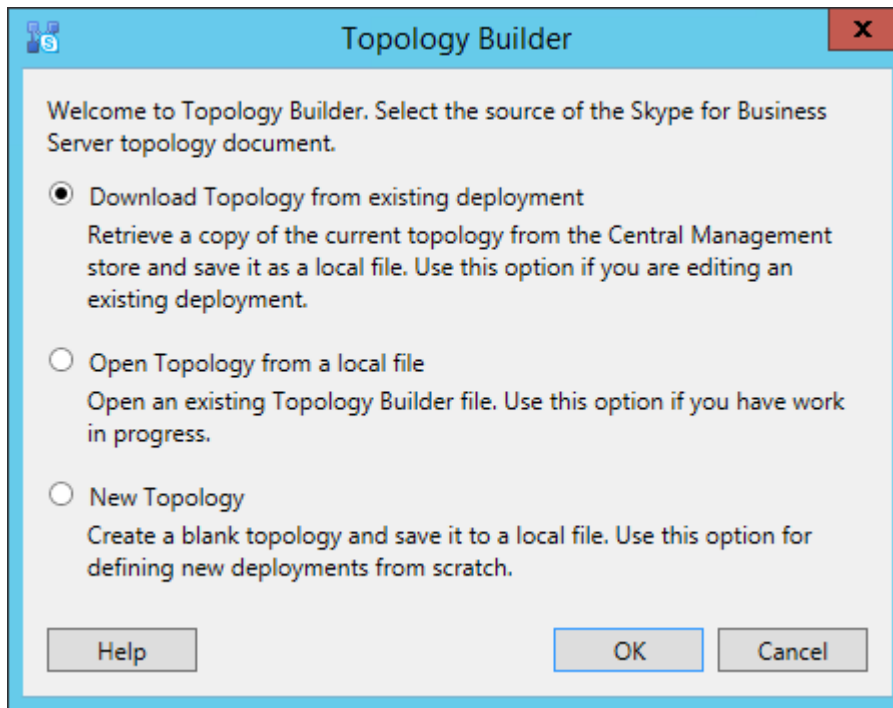 Topology Builder
x
Welcome to Topology Builder. Select the source of the Skype for Business
Server topology document.
Download Topology from existing deployment
Retrieve a copy of the current topology from the Central Management
store and save it as a local file. Use this option if you are editing an
existing deployment.
Open Topology from a local file
Open an existing Topology Builder file. Use this option if you have work
in progress.
New Topology
Create a blank topology and save it to a local file. Use this option for
defining new deployments from scratch.
Help OK Cancel